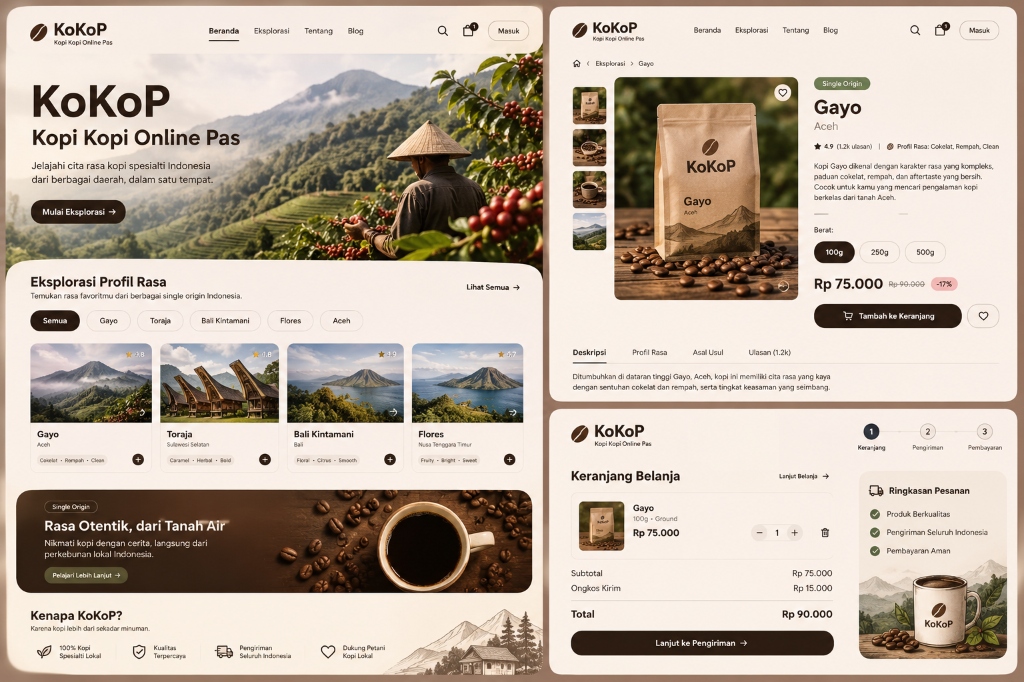 KoKoP
Kopi Kopi Online Pas
Beranda Eksplorasi Tentang Blog
1
Masuk
KoKoP
Kopi Kopi Online Pas
Jelajahi cita rasa kopi spesialti Indonesia
dari berbagai daerah, dalam satu tempat.
Mulai Eksplorasi →
Eksplorasi Profil Rasa
Temukan rasa favoritmu dari berbagai single origin Indonesia.
Lihat Semua →
Semua Gayo Toraja Bali Kintamani Flores Aceh
Gayo
Aceh
Cokelat • Rempah • Clean
Toraja
Sulawesi Selatan
Caramel • Herbal • Bold
Bali Kintamani
Bali
Floral • Citrus • Smooth
Flores
Nusa Tenggara Timur
Fruity • Bright • Sweet
Single Origin
Rasa Otentik, dari Tanah Air
Nikmati kopi dengan cerita, langsung dari
perkebunan lokal Indonesia.
Pelajari Lebih Lanjut →
Kenapa KoKoP?
Karena kopi lebih dari sekadar minuman.
100% Kopi
Spesialti Lokal
Kualitas
Terpercaya
Pengiriman
Seluruh Indonesia
Dukung Petani
Kopi Lokal
KoKoP
Kopi Kopi Online Pas
Beranda Eksplorasi Tentang Blog
1
Masuk
Eksplorasi > Gayo
KoKoP
Gayo
Aceh
Single Origin
Gayo
Aceh
4.9 (1.2k ulasan) | Profil Rasa: Cokelat, Rempah, Clean
Kopi Gayo dikenal dengan karakter rasa yang kompleks,
paduan cokelat, rempah, dan aftertaste yang bersih.
Cocok untuk kamu yang mencari pengalaman kopi
berkelas dari tanah Aceh.
Berat:
100g 250g 500g
Rp 75.000 Rp 90.000 -17%
Tambah ke Keranjang
Deskripsi Profil Rasa Asal Usul Ulasan (1.2k)
Ditumbuhkan di dataran tinggi Gayo, Aceh, kopi ini memiliki cita rasa yang kaya
dengan sentuhan cokelat dan rempah, serta tingkat keasaman yang seimbang.
KoKoP
Kopi Kopi Online Pas
1 2 3
Keranjang Pengiriman Pembayaran
Keranjang Belanja
Lanjut Belanja →
Gayo
100g • Ground
Rp 75.000
− 1 +
Subtotal Rp 75.000
Ongkos Kirim Rp 15.000
Total Rp 90.000
Lanjut ke Pengiriman →
Ringkasan Pesanan
Produk Berkualitas
Pengiriman Seluruh Indonesia
Pembayaran Aman
KoKoP